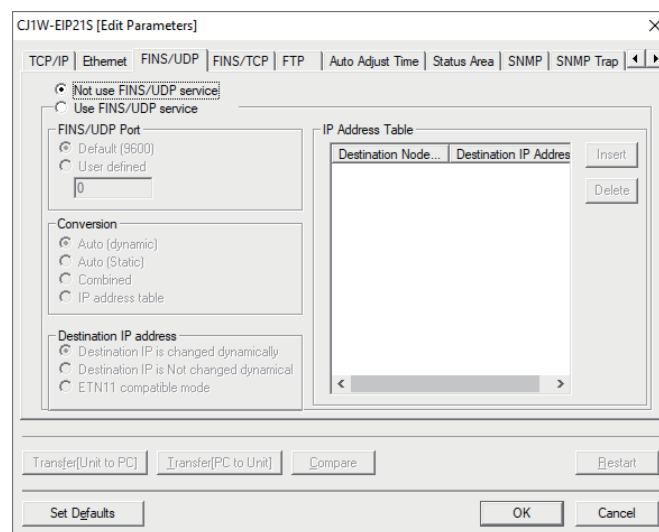 CJ1W-EIP21S [Edit Parameters]
TCP/IP Ethernet FINS/UDP FINS/TCP FTP Auto Adjust Time Status Area SNMP SNMP Trap
Not use FINS/UDP service
Use FINS/UDP service
FINS/UDP Port
Default (9600)
User defined
0
Conversion
Auto (dynamic)
Auto (Static)
Combined
IP address table
Destination IP address
Destination IP is changed dynamically
Destination IP is Not changed dynamical
ETN11 compatible mode
IP Address Table
Destination Node... Destination IP Addres
Insert
Delete
Transfer[Unit to PC] Transfer[PC to Unit] Compare Restart
Set Defaults OK Cancel